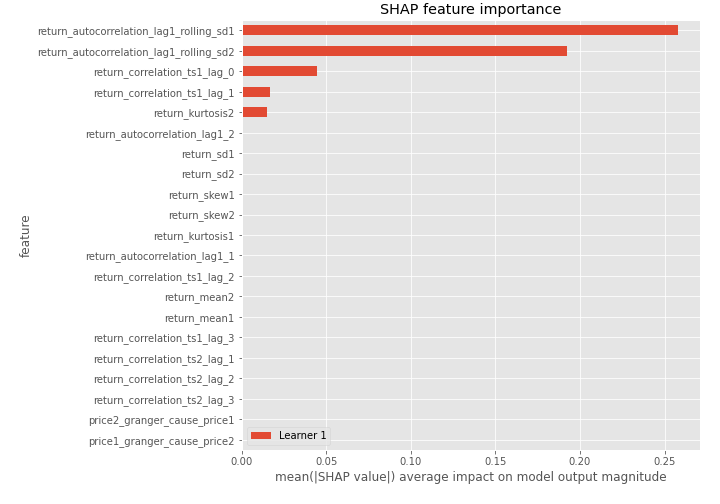 SHAP feature importance
return_autocorrelation_lag1_rolling_sd1
return_autocorrelation_lag1_rolling_sd2
return_correlation_ts1_lag_0
return_correlation_ts1_lag_1
return_kurtosis2
return_autocorrelation_lag1_2
return_sd1
return_sd2
return_skew1
return_skew2
return_kurtosis1
return_autocorrelation_lag1_1
return_correlation_ts1_lag_2
return_mean2
return_mean1
return_correlation_ts1_lag_3
return_correlation_ts2_lag_1
return_correlation_ts2_lag_2
return_correlation_ts2_lag_3
price2_granger_cause_price1
price1_granger_cause_price2
feature
Learner 1
0.00 0.05 0.10 0.15 0.20 0.25
mean(|SHAP value|) average impact on model output magnitude